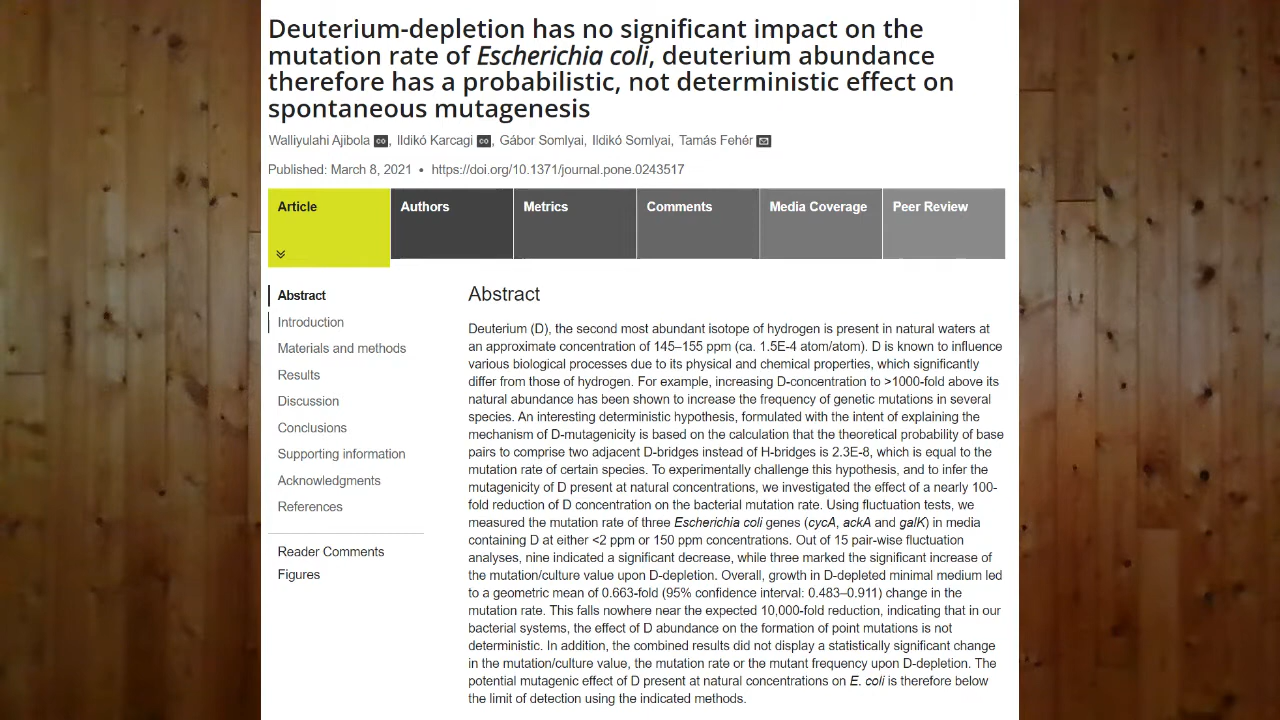 Deuterium-depletion has no significant impact on the
mutation rate of Escherichia coli, deuterium abundance
therefore has a probabilistic, not deterministic effect on
spontaneous mutagenesis
Walliyulahi Ajibola co, Ildikó Karcagi co, Gábor Somlyai, Ildikó Somlyai, Tamás Fehér
Published: March 8, 2021 • https://doi.org/10.1371/journal.pone.0243517
Article
Authors
Metrics
Comments
Media Coverage
Peer Review
Abstract
Introduction
Materials and methods
Results
Discussion
Conclusions
Supporting information
Acknowledgments
References
Reader Comments
Figures
Abstract
Deuterium (D), the second most abundant isotope of hydrogen is present in natural waters at
an approximate concentration of 145–155 ppm (ca. 1.5E-4 atom/atom). D is known to influence
various biological processes due to its physical and chemical properties, which significantly
differ from those of hydrogen. For example, increasing D-concentration to >1000-fold above its
natural abundance has been shown to increase the frequency of genetic mutations in several
species. An interesting deterministic hypothesis, formulated with the intent of explaining the
mechanism of D-mutagenicity is based on the calculation that the theoretical probability of base
pairs to comprise two adjacent D-bridges instead of H-bridges is 2.3E-8, which is equal to the
mutation rate of certain species. To experimentally challenge this hypothesis, and to infer the
mutagenicity of D present at natural concentrations, we investigated the effect of a nearly 100-
fold reduction of D concentration on the bacterial mutation rate. Using fluctuation tests, we
measured the mutation rate of three Escherichia coli genes (cycA, ackA and galK) in media
containing D at either <2 ppm or 150 ppm concentrations. Out of 15 pair-wise fluctuation
analyses, nine indicated a significant decrease, while three marked the significant increase of
the mutation/culture value upon D-depletion. Overall, growth in D-depleted minimal medium led
to a geometric mean of 0.663-fold (95% confidence interval: 0.483–0.911) change in the
mutation rate. This falls nowhere near the expected 10,000-fold reduction, indicating that in our
bacterial systems, the effect of D abundance on the formation of point mutations is not
deterministic. In addition, the combined results did not display a statistically significant change
in the mutation/culture value, the mutation rate or the mutant frequency upon D-depletion. The
potential mutagenic effect of D present at natural concentrations on E. coli is therefore below
the limit of detection using the indicated methods.